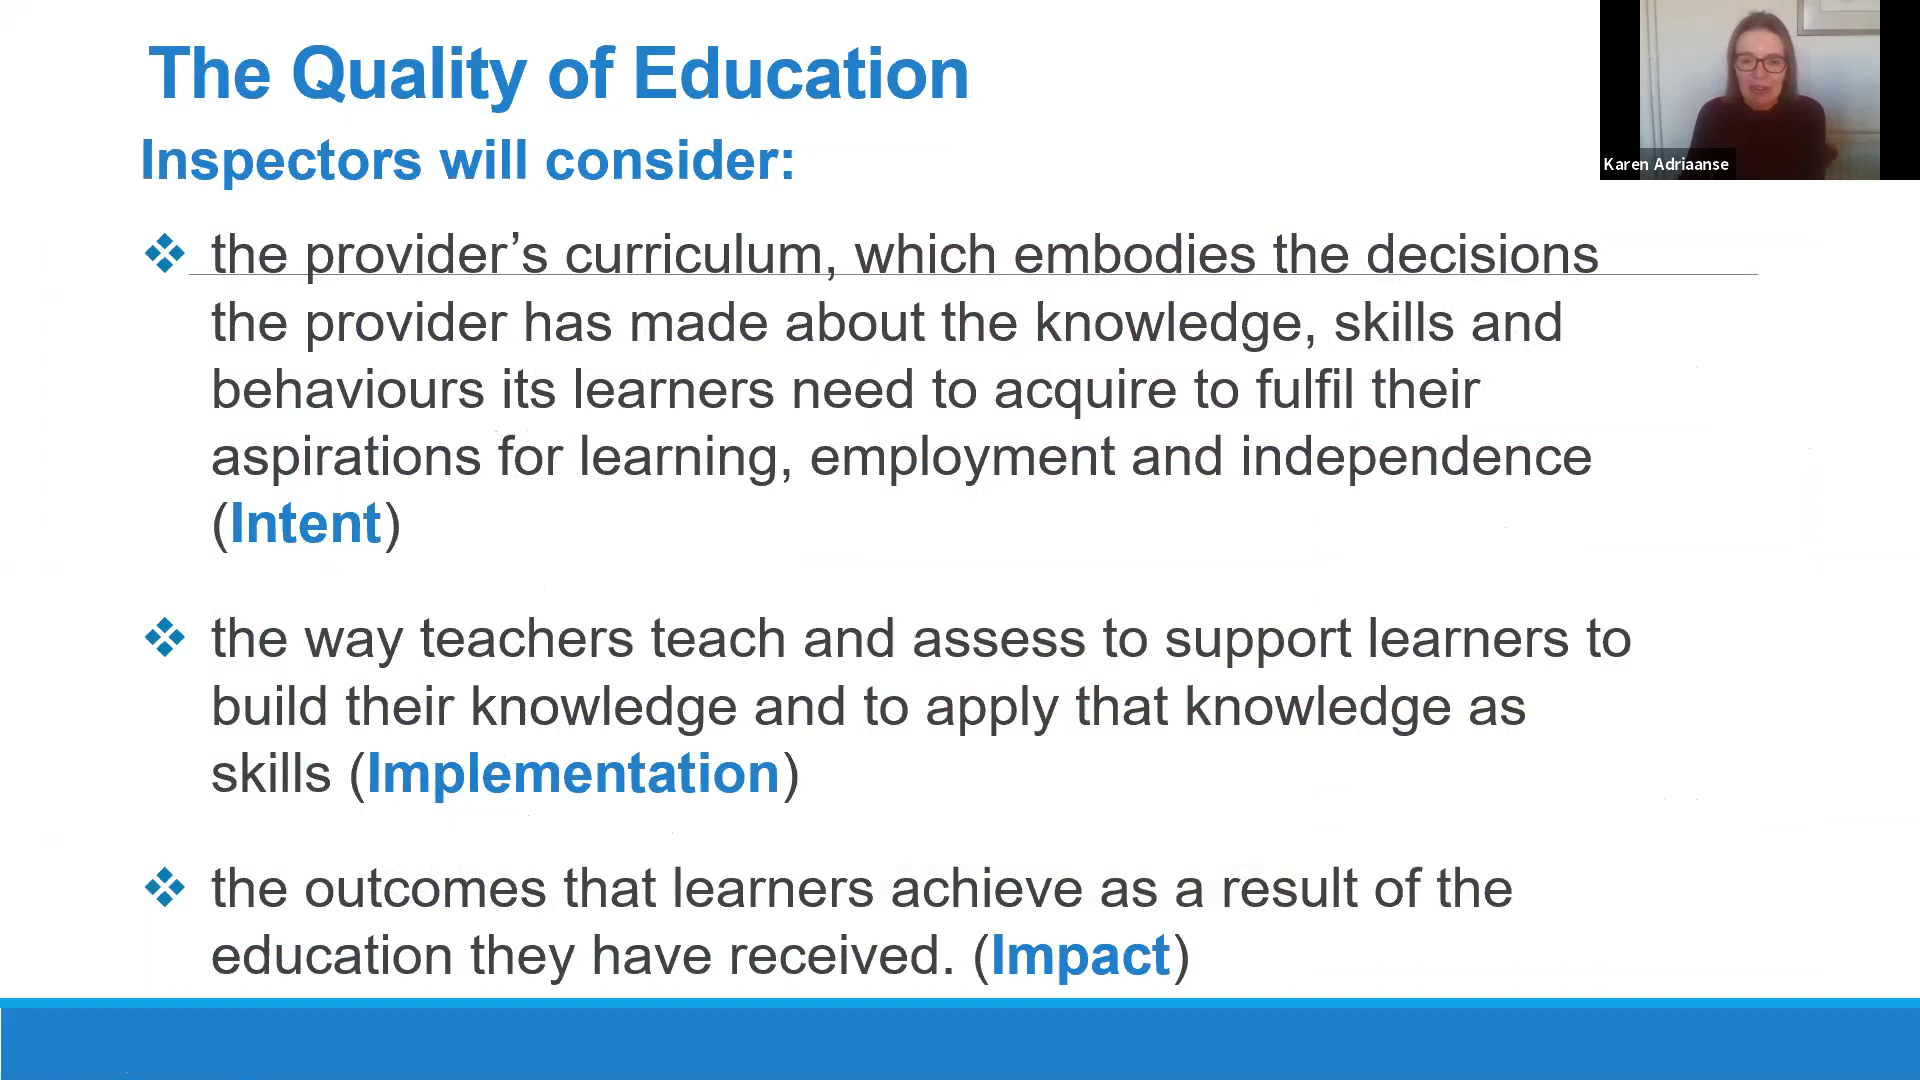 The Quality of Education
Inspectors will consider:
the provider’s curriculum, which embodies the decisions
the provider has made about the knowledge, skills and
behaviours its learners need to acquire to fulfil their
aspirations for learning, employment and independence
(Intent)
the way teachers teach and assess to support learners to
build their knowledge and to apply that knowledge as
skills (Implementation)
the outcomes that learners achieve as a result of the
education they have received. (Impact)
Karen Adriaanse